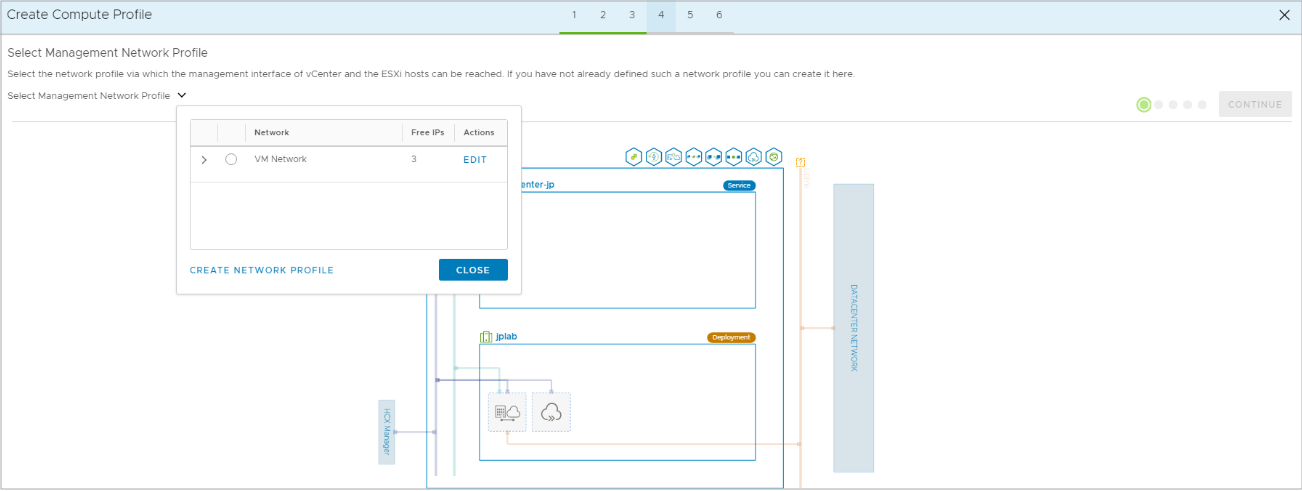 Create Compute Profile
1 2 3 4 5 6
Select Management Network Profile
Select the network profile via which the management interface of vCenter and the ESXi hosts can be reached. If you have not already defined such a network profile you can create it here.
Select Management Network Profile
CONTINUE
Network Free IPs Actions
VM Network 3 EDIT
CREATE NETWORK PROFILE
CLOSE
enter-jp
Service
jplab
Deployment
HCX Manager
DATACENTER NETWORK